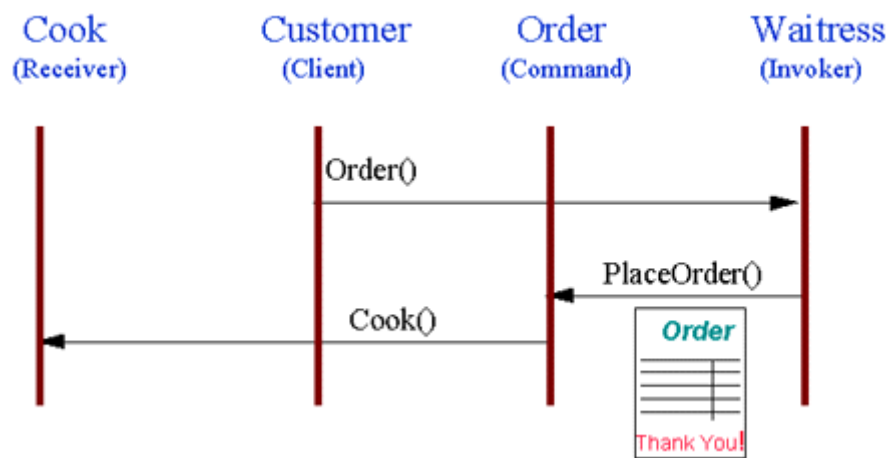 Cook Customer Order Waitress
(Receiver) (Client) (Command) (Invoker)
Order()
PlaceOrder()
Cook()
Order
Thank You!